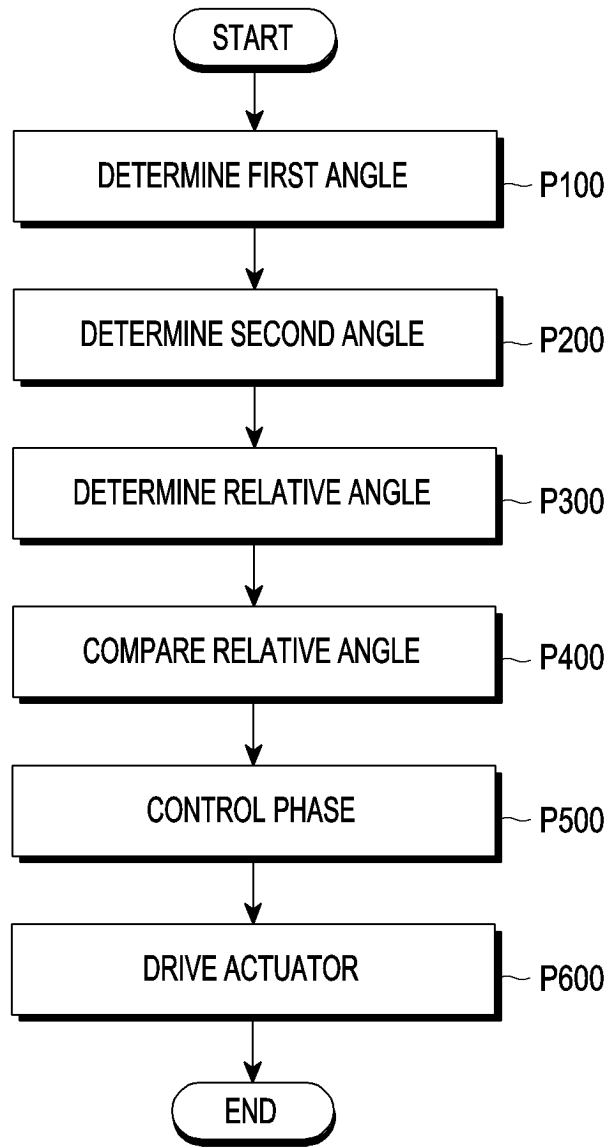 START
DETERMINE FIRST ANGLE
P100
DETERMINE SECOND ANGLE
P200
DETERMINE RELATIVE ANGLE
P300
COMPARE RELATIVE ANGLE
P400
CONTROL PHASE
P500
DRIVE ACTUATOR
P600
END